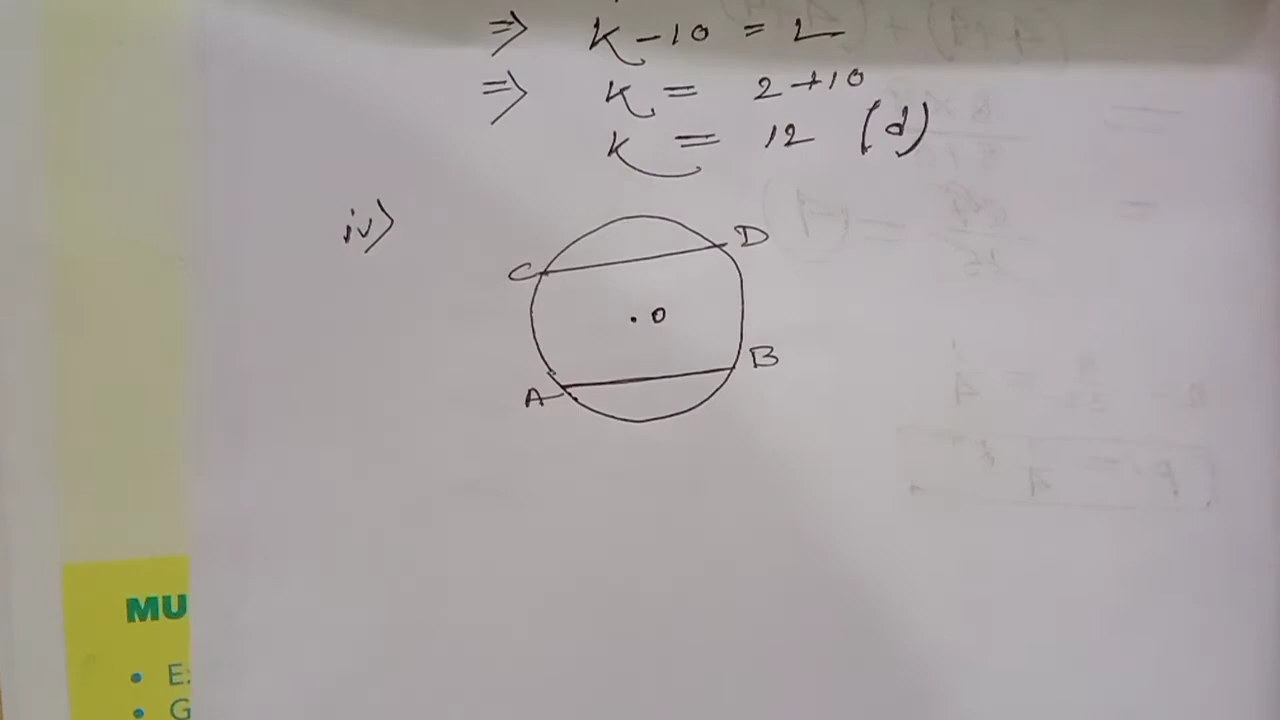 ⇒ K - 10 = 2
⇒ K = 2 + 10
K = 12 (d)
iv)
D
C
. O
B
A
MU
• E
• G